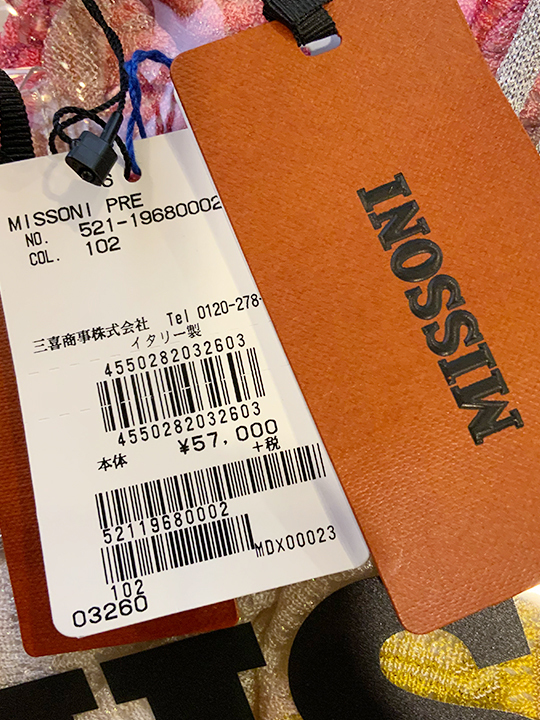 S
MISSONI PRE
NO. 521-19680002
COL. 102
三喜商事株式会社 Tel 0120-278-
イタリー製
4550282032603
4550282032603
本体 ¥57,000
+税
52119680002
MDX00023
102
03260
MISSONI